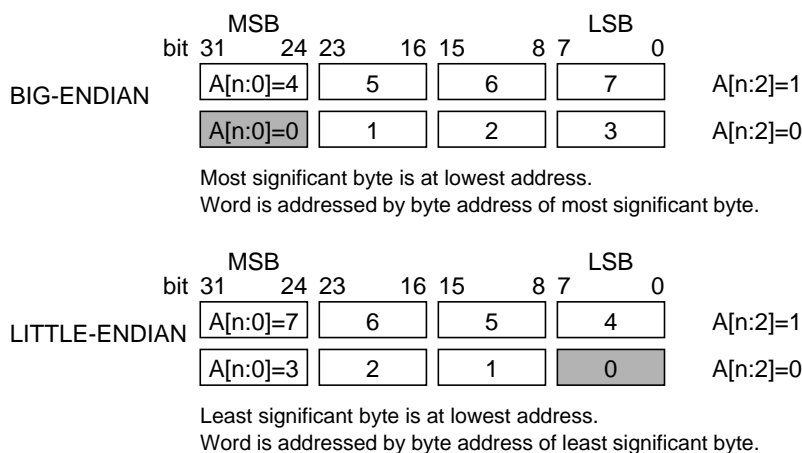 MSB LSB
bit 31 24 23 16 15 8 7 0
BIG-ENDIAN A[n:0]=4 5 6 7 A[n:2]=1
A[n:0]=0 1 2 3 A[n:2]=0
Most significant byte is at lowest address.
Word is addressed by byte address of most significant byte.
MSB LSB
bit 31 24 23 16 15 8 7 0
LITTLE-ENDIAN A[n:0]=7 6 5 4 A[n:2]=1
A[n:0]=3 2 1 0 A[n:2]=0
Least significant byte is at lowest address.
Word is addressed by byte address of least significant byte.